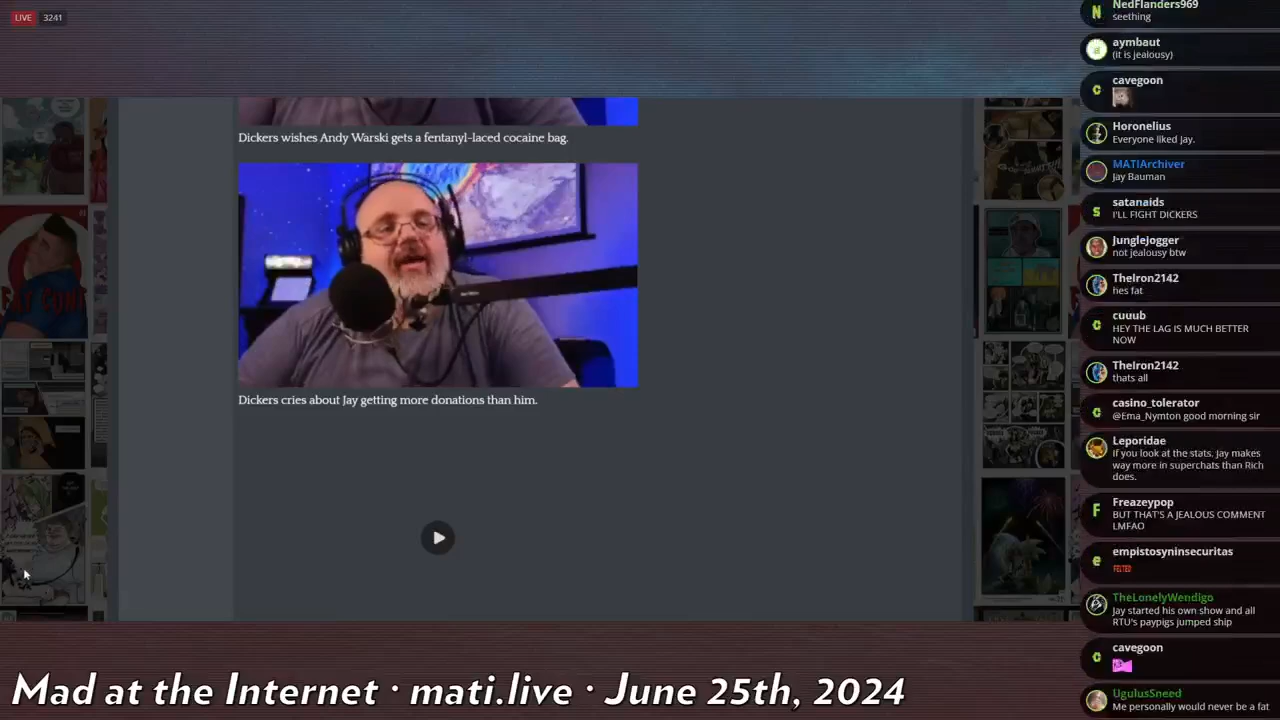 LIVE 3241
Dickers wishes Andy Warski gets a fentanyl-laced cocaine bag.
Dickers cries about Jay getting more donations than him.
Mad at the Internet · mati.live · June 25th, 2024
NedFlanders969
seething
aymbaut
(it is jealousy)
cavegoon
Horonelius
Everyone liked Jay.
MATIArchiver
Jay Bauman
satanaids
I'LL FIGHT DICKERS
JungleJogger
not jealousy btw
TheIron2142
hes fat
cuuub
HEY THE LAG IS MUCH BETTER
NOW
TheIron2142
thats all
casino_tolerator
@Ema_Nymton good morning sir
Leporidae
If you look at the stats, Jay makes
way more in superchats than Rich
does.
Freazeypop
BUT THAT'S A JEALOUS COMMENT
LMFAO
empistosyninsecuritas
FELTED
TheLonelyWendigo
Jay started his own show and all
RTU's paypigs jumped ship
cavegoon
UgulusSneed
Me personally would never be a fat